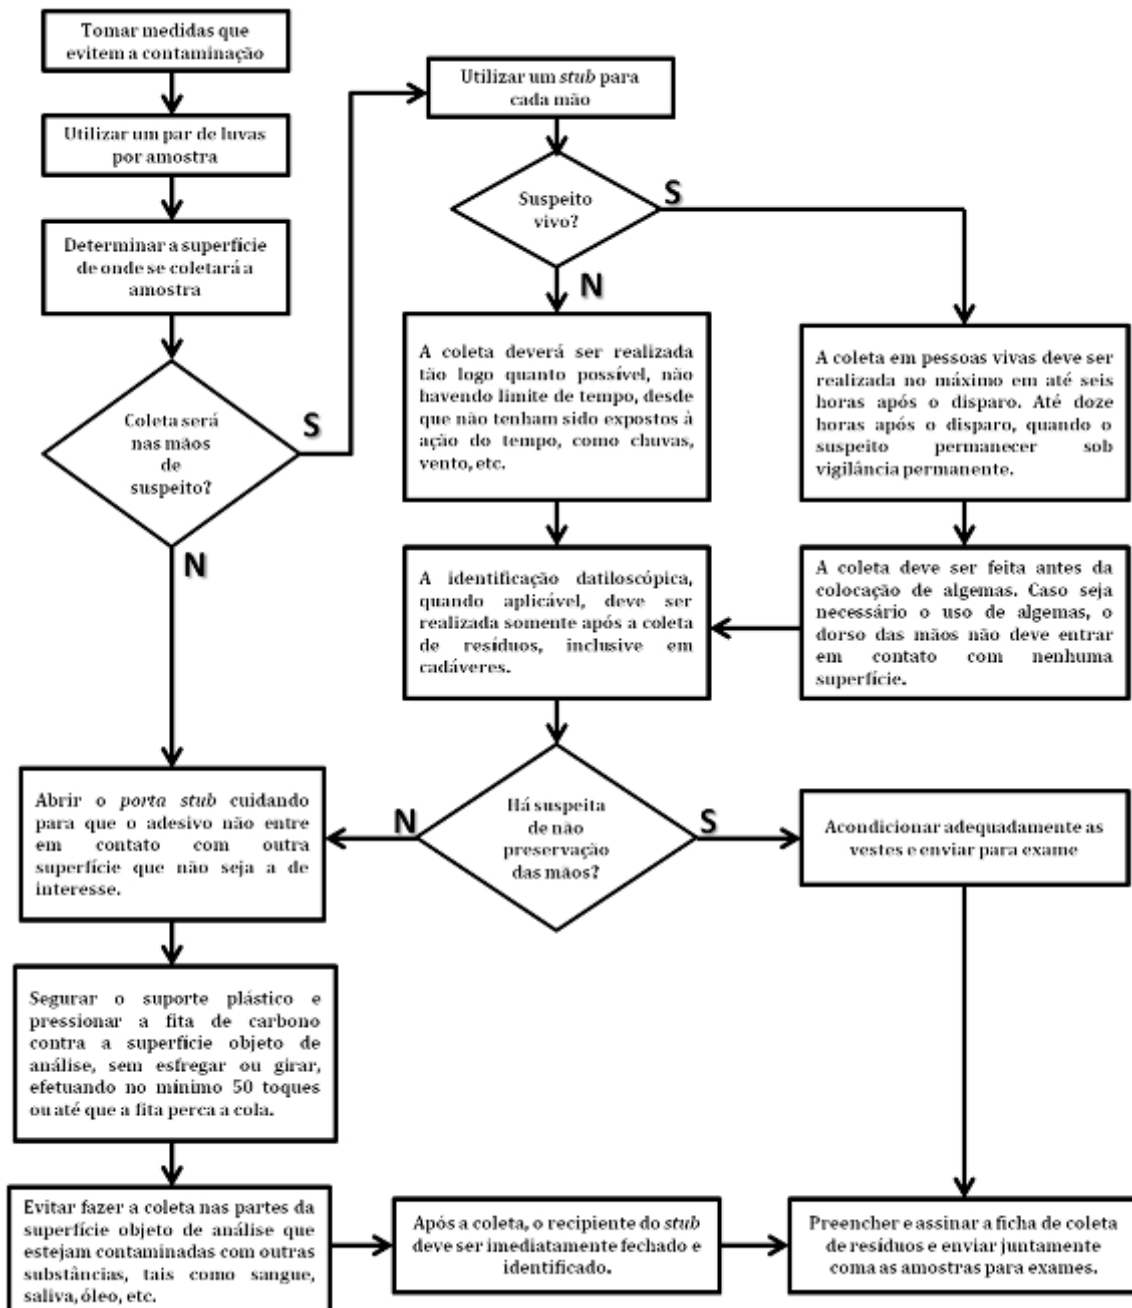 Tomar medidas que
evitem a contaminação
Utilizar um par de luvas
por amostra
Determinar a superfície
de onde se coletará a
amostra
Coleta será
nas mãos
de
suspeito?
S
N
Utilizar um stub para
cada mão
Suspeito
vivo?
S
N
A coleta deverá ser realizada
tão logo quanto possível, não
havendo limite de tempo, desde
que não tenham sido expostos à
ação do tempo, como chuvas,
vento, etc.
A coleta em pessoas vivas deve ser
realizada no máximo em até seis
horas após o disparo. Até doze
horas após o disparo, quando o
suspeito permanecer sob
vigilância permanente.
A identificação datiloscópica,
quando aplicável, deve ser
realizada somente após a coleta
de resíduos, inclusive em
cadáveres.
A coleta deve ser feita antes da
colocação de algemas. Caso seja
necessário o uso de algemas, o
dorso das mãos não deve entrar
em contato com nenhuma
superfície.
Há suspeita
de não
preservação
das mãos?
N
S
Abrir o porta stub cuidando
para que o adesivo não entre
em contato com outra
superfície que não seja a de
interesse.
Acondicionar adequadamente as
vestes e enviar para exame
Segurar o suporte plástico e
pressionar a fita de carbono
contra a superfície objeto de
análise, sem esfregar ou girar,
efetuando no mínimo 50 toques
ou até que a fita perca a cola.
Evitar fazer a coleta nas partes da
superfície objeto de análise que
estejam contaminadas com outras
substâncias, tais como sangue,
saliva, óleo, etc.
Após a coleta, o recipiente do stub
deve ser imediatamente fechado e
identificado.
Preencher e assinar a ficha de coleta
de resíduos e enviar juntamente
coma as amostras para exames.